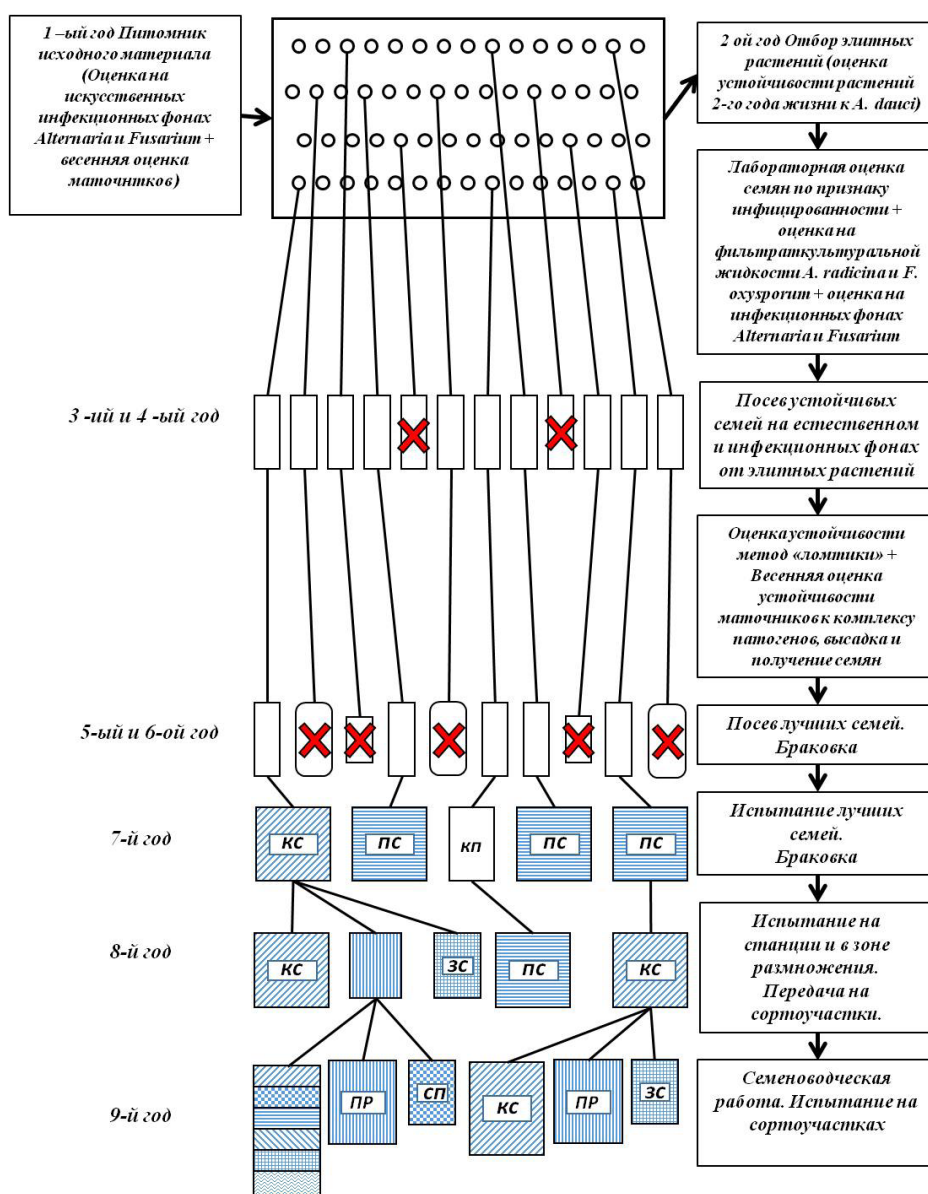 1 –ый год Питомник
исходного материала
(Оценка на
искусственных
инфекционных фонах
Alternaria и Fusarium +
весенняя оценка
маточнтков)
2 ой год Отбор элитных
растений (оценка
устойчивости растений
2-го года жизни к A. dauci)
Лабораторная оценка
семян по признаку
инфицированности +
оценка на
фильтраткультуральной
жидкости A. radicina и F.
oxysporum + оценка на
инфекционных фонах
Alternaria и Fusarium
3 -ий и 4 -ый год
Посев устойчивых
семей на естественном
и инфекционных фонах
от элитных растений
Оценка устойчивости
метод «ломтики» +
Весенняя оценка
устойчивости
маточников к комплексу
патогенов, высадка и
получение семян
5-ый и 6-ой год
Посев лучших семей.
Браковка
7-й год
КС
ПС
КП
ПС
ПС
Испытание лучших
семей.
Браковка
8-й год
КС
ЗС
ПС
КС
Испытание на
станции и в зоне
размножения.
Передача на
сортоучастки.
9-й год
ПР
СП
КС
ПР
ЗС
Семеноводческая
работа. Испытание на
сортоучастках